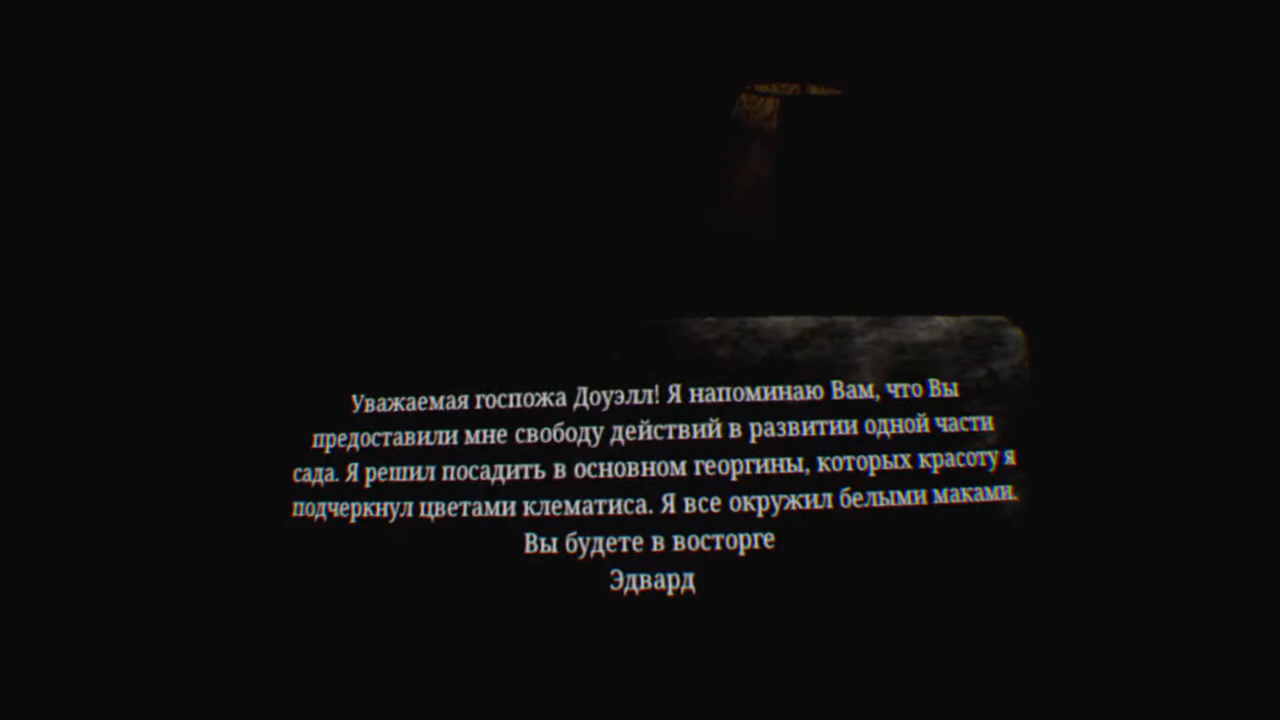 Уважаемая госпожа Доуэлл! Я напоминаю Вам, что Вы
предоставили мне свободу действий в развитии одной части
сада. Я решил посадить в основном георгины, которых красоту я
подчеркнул цветами клематиса. Я все окружил белыми маками.
Вы будете в восторге
Эдвард